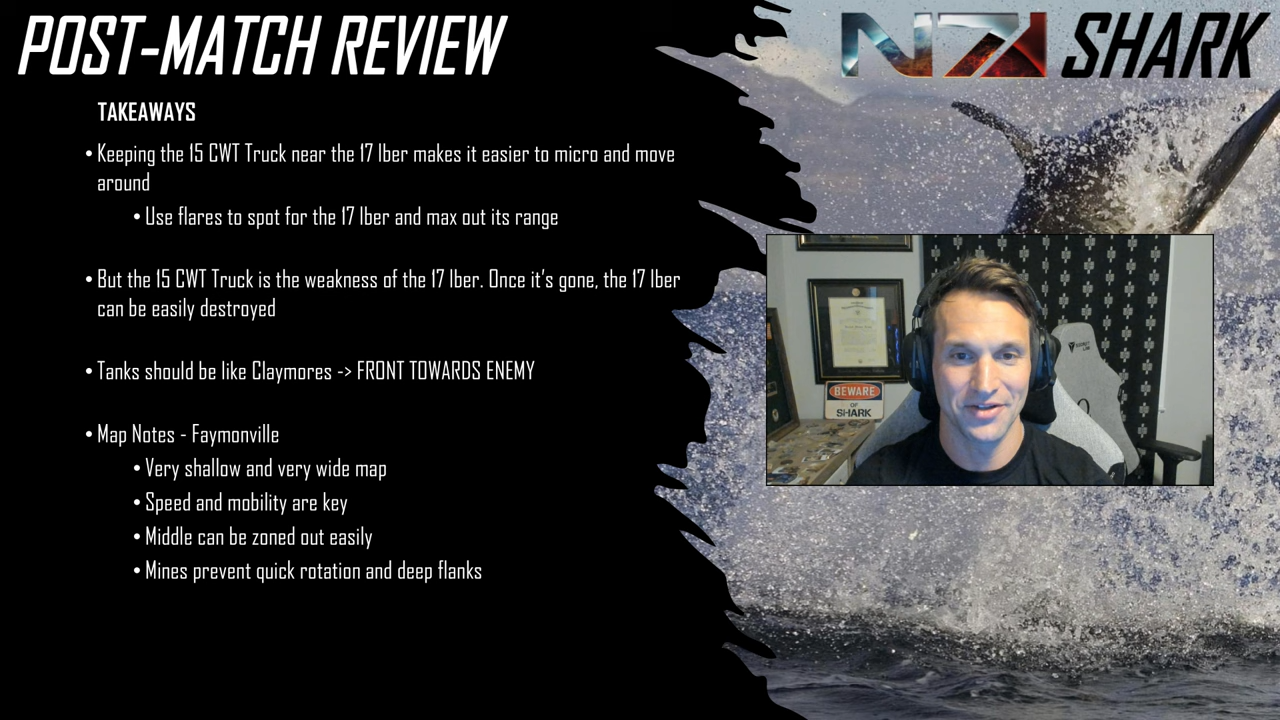 POST-MATCH REVIEW
N7 SHARK
TAKEAWAYS
• Keeping the 15 CWT Truck near the 17 lber makes it easier to micro and move
around
• Use flares to spot for the 17 lber and max out its range
• But the 15 CWT Truck is the weakness of the 17 lber. Once it's gone, the 17 lber
can be easily destroyed
• Tanks should be like Claymores -> FRONT TOWARDS ENEMY
• Map Notes - Faymonville
• Very shallow and very wide map
• Speed and mobility are key
• Middle can be zoned out easily
• Mines prevent quick rotation and deep flanks
BEWARE
OF
SHARK